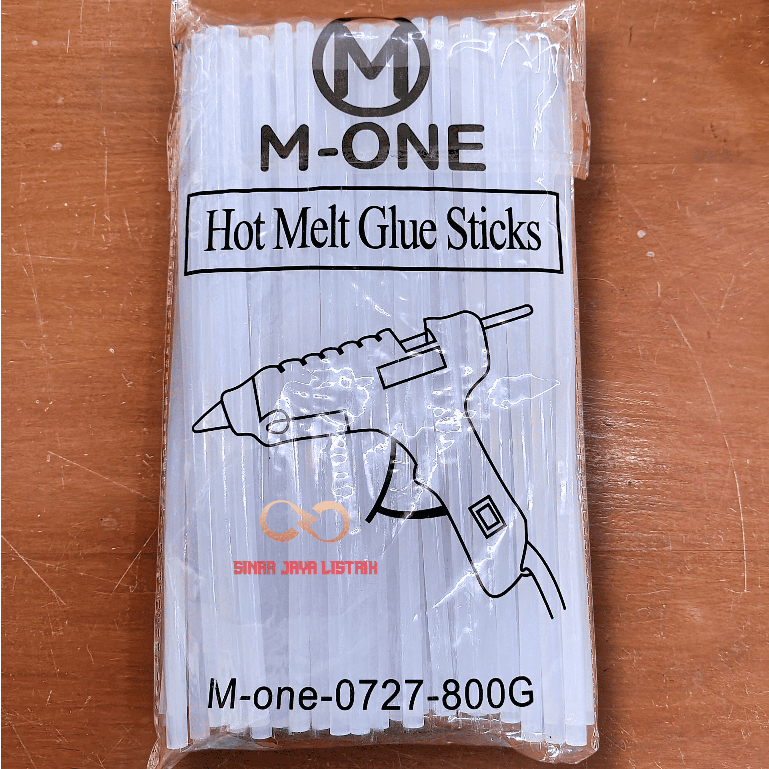 M
M-ONE
Hot Melt Glue Sticks
SINAR JAYA LISTRIK
M-one-0727-800G